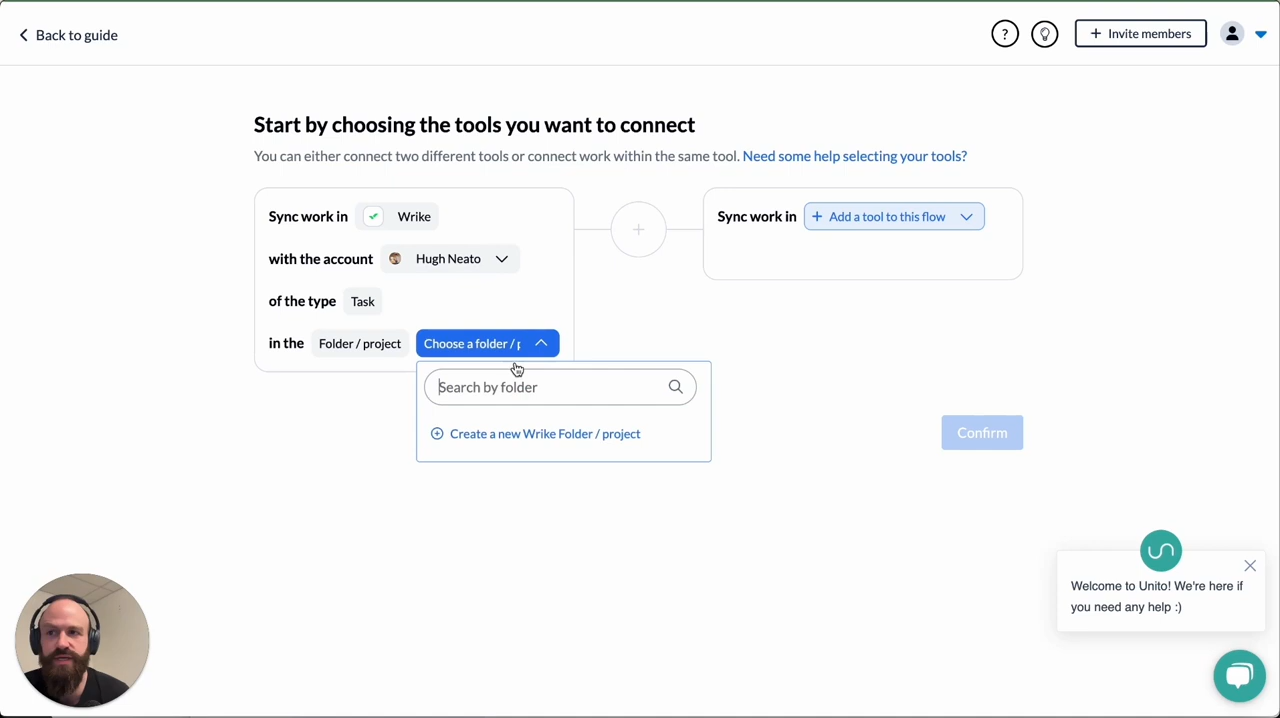 Back to guide
?
+ Invite members
Start by choosing the tools you want to connect
You can either connect two different tools or connect work within the same tool. Need some help selecting your tools?
Sync work in Wrike
with the account Hugh Neato
of the type Task
in the Folder / project Choose a folder / p
Search by folder
Create a new Wrike Folder / project
Sync work in + Add a tool to this flow
Confirm
Welcome to Unito! We're here if
you need any help :)